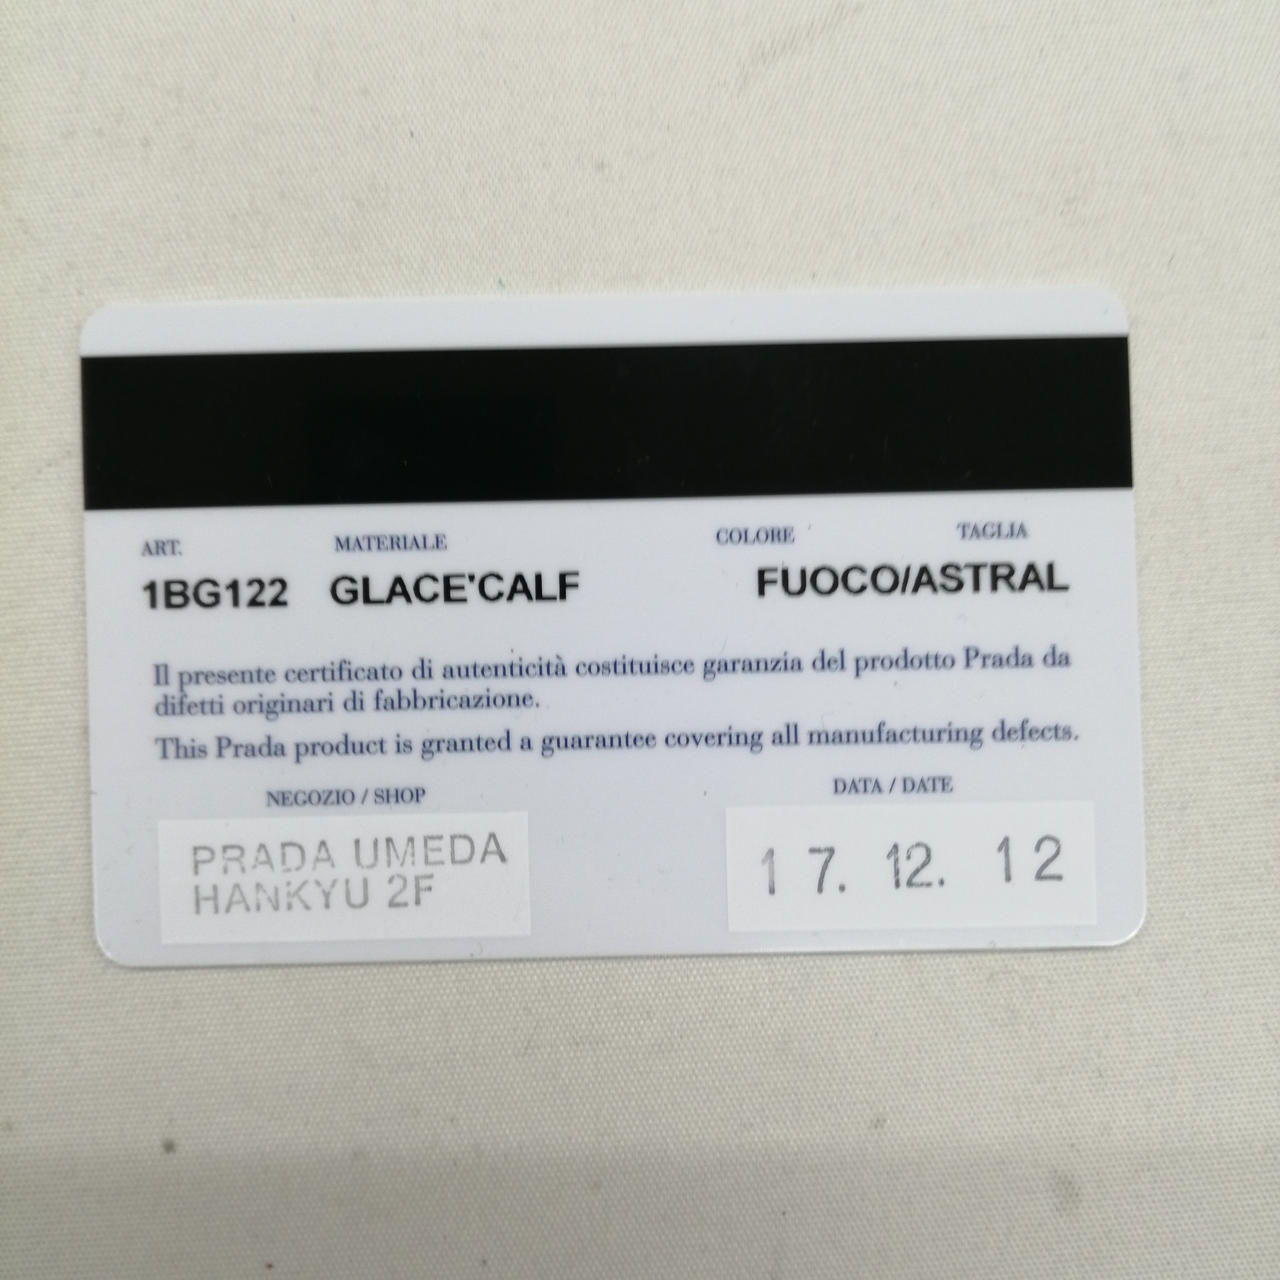 ART. MATERIALE COLORE TAGLIA
1BG122 GLACE'CALF FUOCO/ASTRAL
Il presente certificato di autenticità costituisce garanzia del prodotto Prada da
difetti originari di fabbricazione.
This Prada product is granted a guarantee covering all manufacturing defects.
NEGOZIO / SHOP DATA / DATE
PRADA UMEDA
HANKYU 2F
17. 12. 12